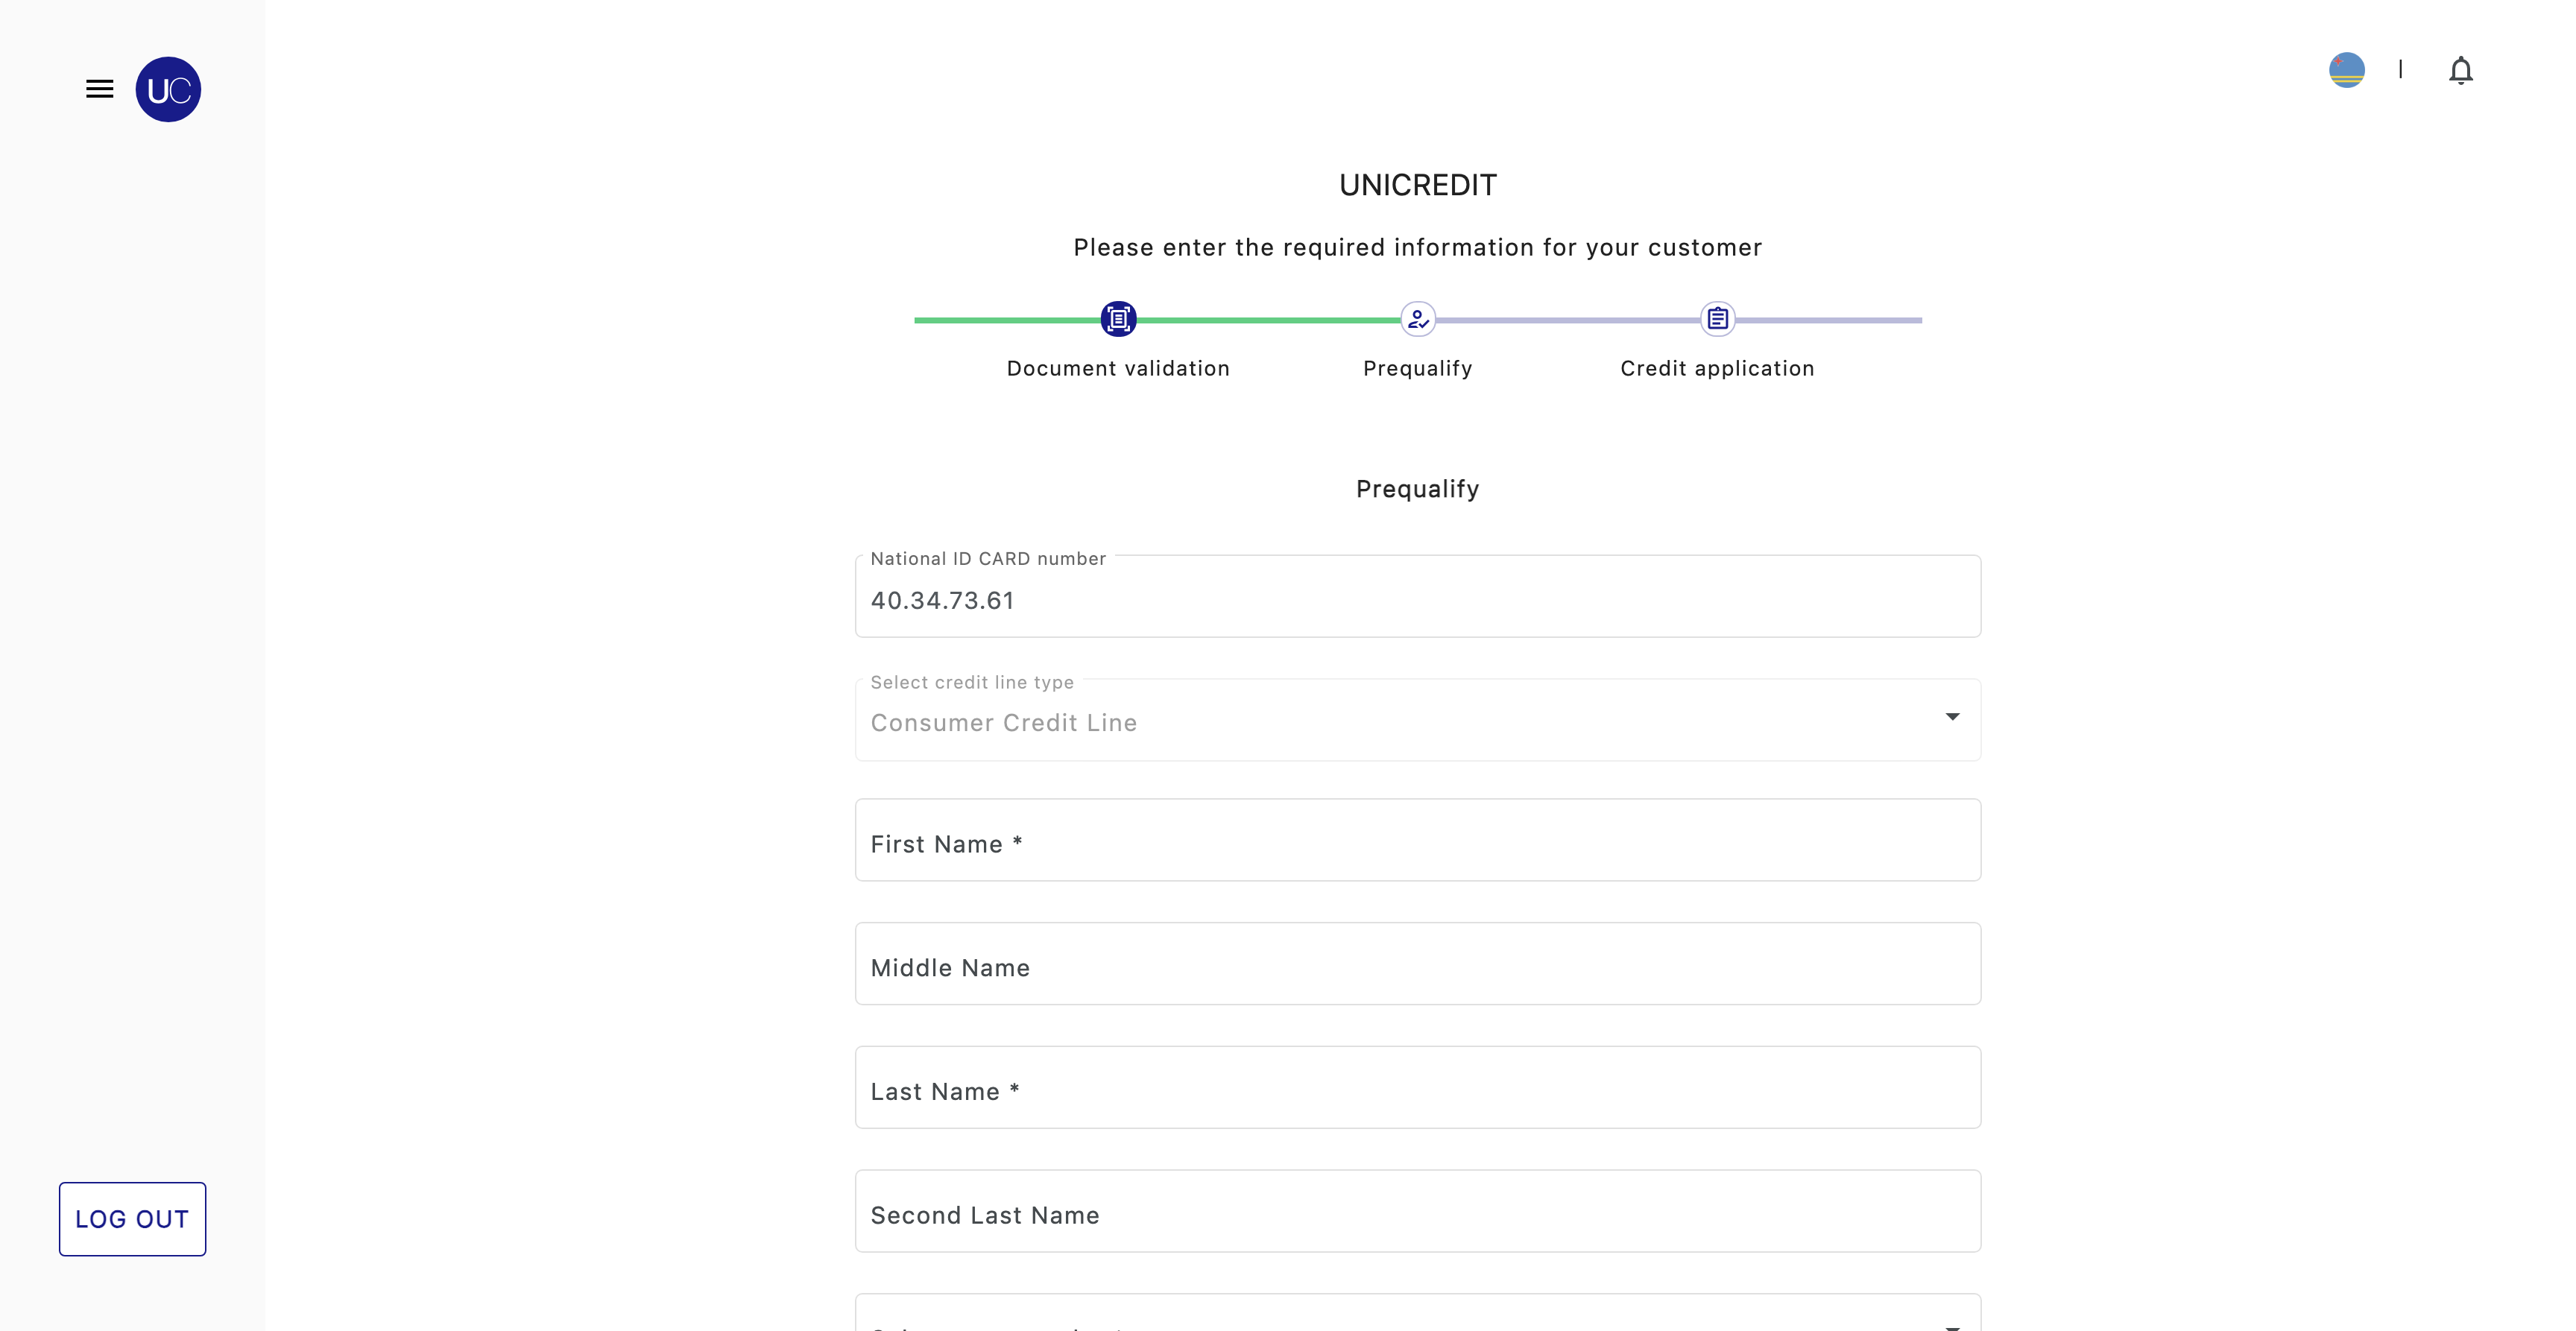 UC
UNICREDIT
Please enter the required information for your customer
Document validation
Prequalify
Credit application
Prequalify
National ID CARD number
40.34.73.61
Select credit line type
Consumer Credit Line
First Name *
Middle Name
Last Name *
Second Last Name
LOG OUT